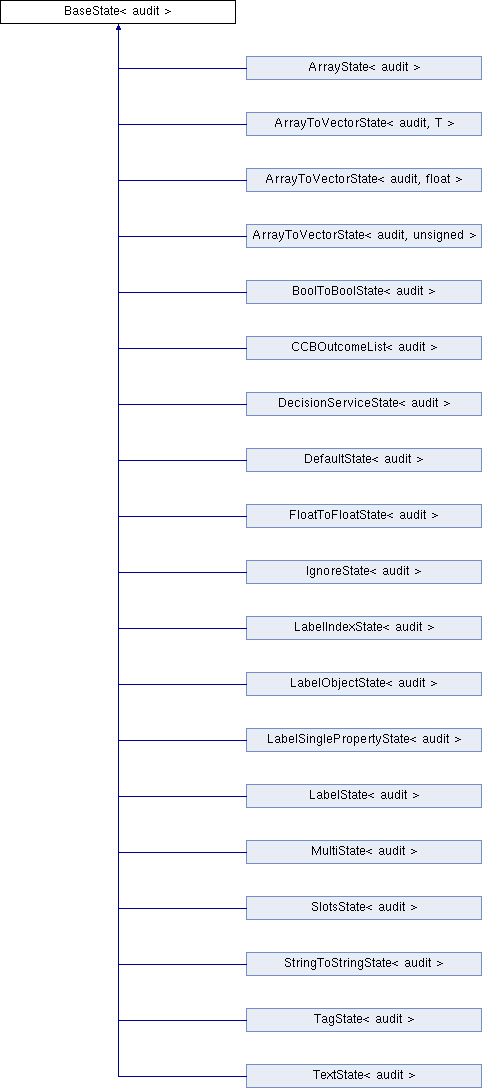 BaseState< audit >
ArrayState< audit >
ArrayToVectorState< audit, T >
ArrayToVectorState< audit, float >
ArrayToVectorState< audit, unsigned >
BoolToBoolState< audit >
CCBOutcomeList< audit >
DecisionServiceState< audit >
DefaultState< audit >
FloatToFloatState< audit >
IgnoreState< audit >
LabelIndexState< audit >
LabelObjectState< audit >
LabelSinglePropertyState< audit >
LabelState< audit >
MultiState< audit >
SlotsState< audit >
StringToStringState< audit >
TagState< audit >
TextState< audit >